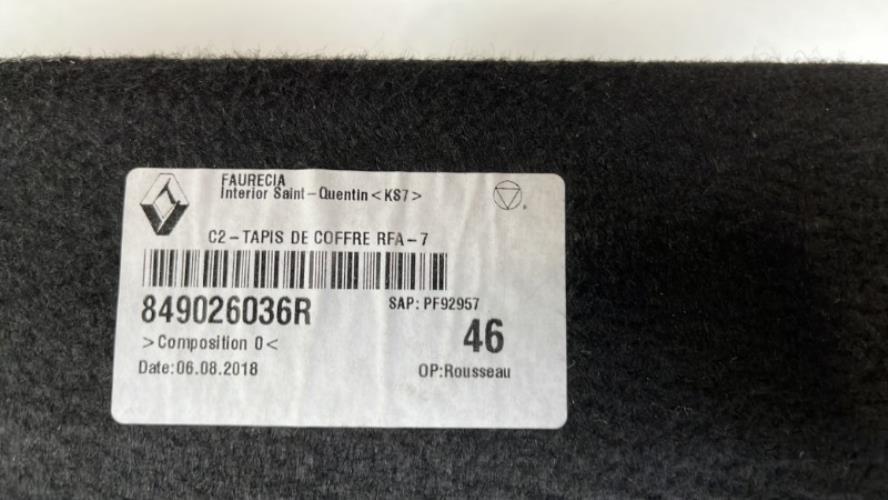 FAURECIA
Interior Saint-Quentin <KS7>
C2-TAPIS DE COFFRE RFA-7
849026036R
SAP: PF92957
46
>Composition 0<
Date:06.08.2018
OP:Rousseau